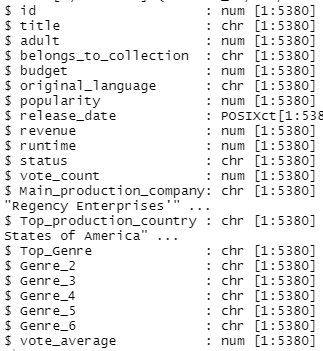 $ id : num [1:5380]
$ title : chr [1:5380]
$ adult : num [1:5380]
$ belongs_to_collection : chr [1:5380]
$ budget : num [1:5380]
$ original_language : chr [1:5380]
$ popularity : num [1:5380]
$ release_date : POSIXct[1:538
$ revenue : num [1:5380]
$ runtime : num [1:5380]
$ status : chr [1:5380]
$ vote_count : num [1:5380]
$ Main_production_company: chr [1:5380]
"Regency Enterprises'" ...
$ Top_production_country : chr [1:5380]
States of America" ...
$ Top_Genre : chr [1:5380]
$ Genre_2 : chr [1:5380]
$ Genre_3 : chr [1:5380]
$ Genre_4 : chr [1:5380]
$ Genre_5 : chr [1:5380]
$ Genre_6 : chr [1:5380]
$ vote_average : num [1:5380]